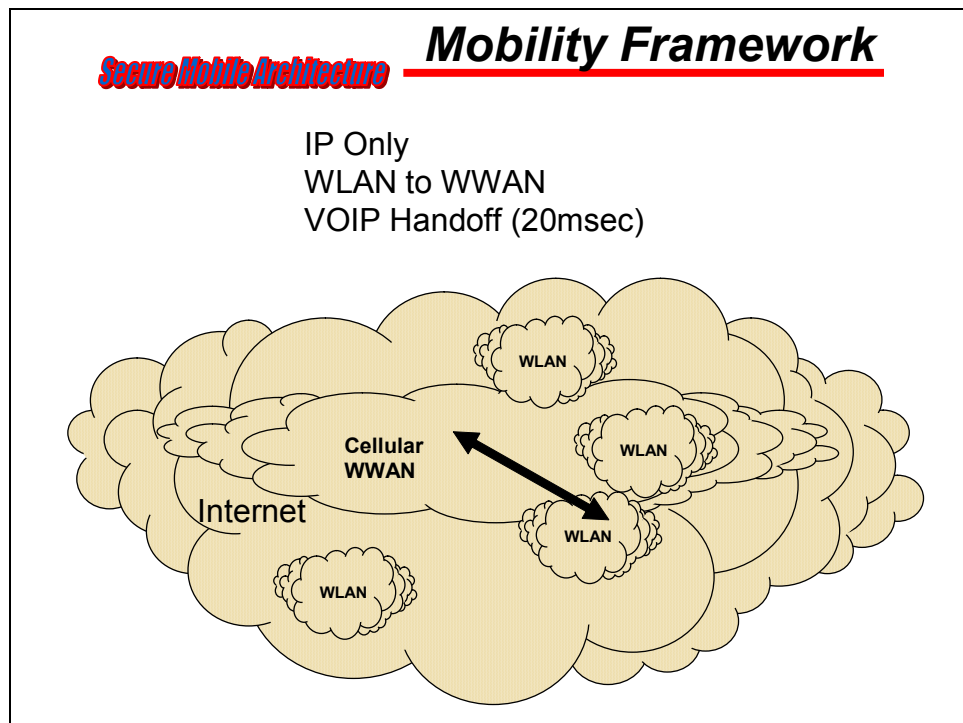 Mobility Framework
Secure Mobile Architecture
IP Only
WLAN to WWAN
VOIP Handoff (20msec)
WLAN
Cellular
WWAN
WLAN
Internet
WLAN
WLAN